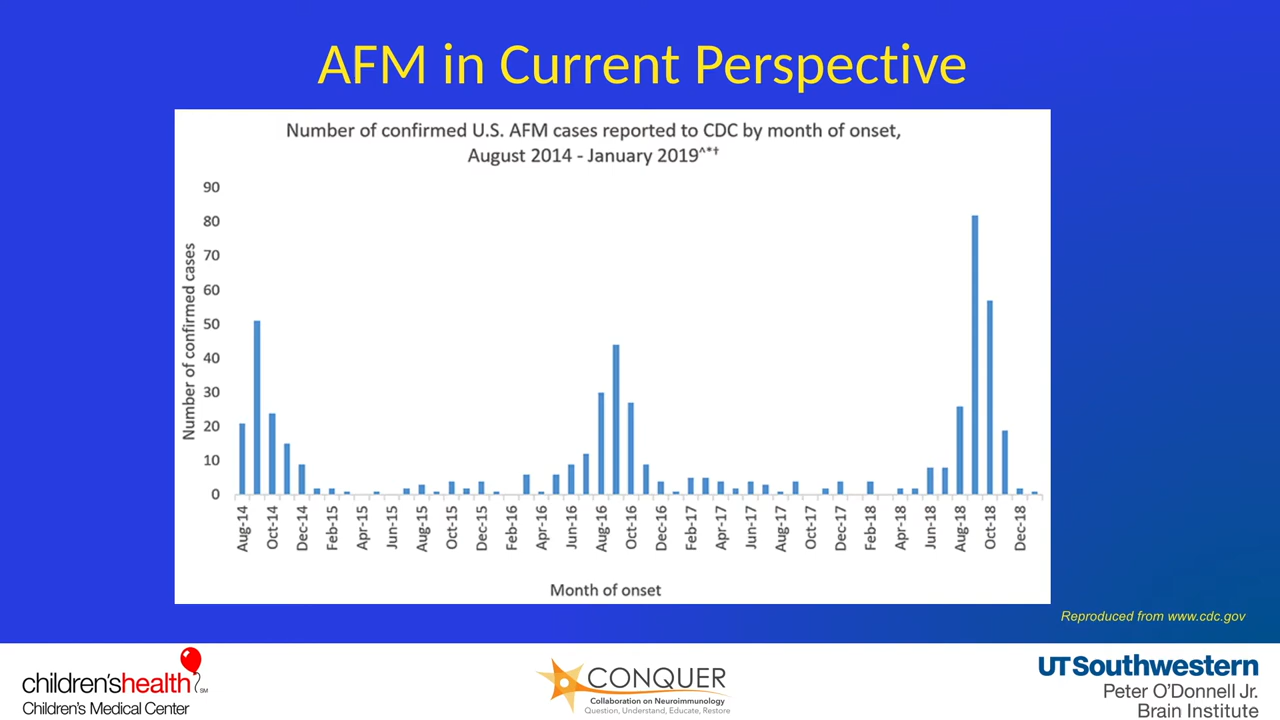 AFM in Current Perspective
Number of confirmed U.S. AFM cases reported to CDC by month of onset,
August 2014 - January 2019^*†
Number of confirmed cases
90
80
70
60
50
40
30
20
10
0
Aug-14
Oct-14
Dec-14
Feb-15
Apr-15
Jun-15
Aug-15
Oct-15
Dec-15
Feb-16
Apr-16
Jun-16
Aug-16
Oct-16
Dec-16
Feb-17
Apr-17
Jun-17
Aug-17
Oct-17
Dec-17
Feb-18
Apr-18
Jun-18
Aug-18
Oct-18
Dec-18
Month of onset
Reproduced from www.cdc.gov
children'shealth SM
Children's Medical Center
CONQUER
Collaboration on Neuroimmunology
Question, Understand, Educate, Restore
UTSouthwestern
Peter O'Donnell Jr.
Brain Institute